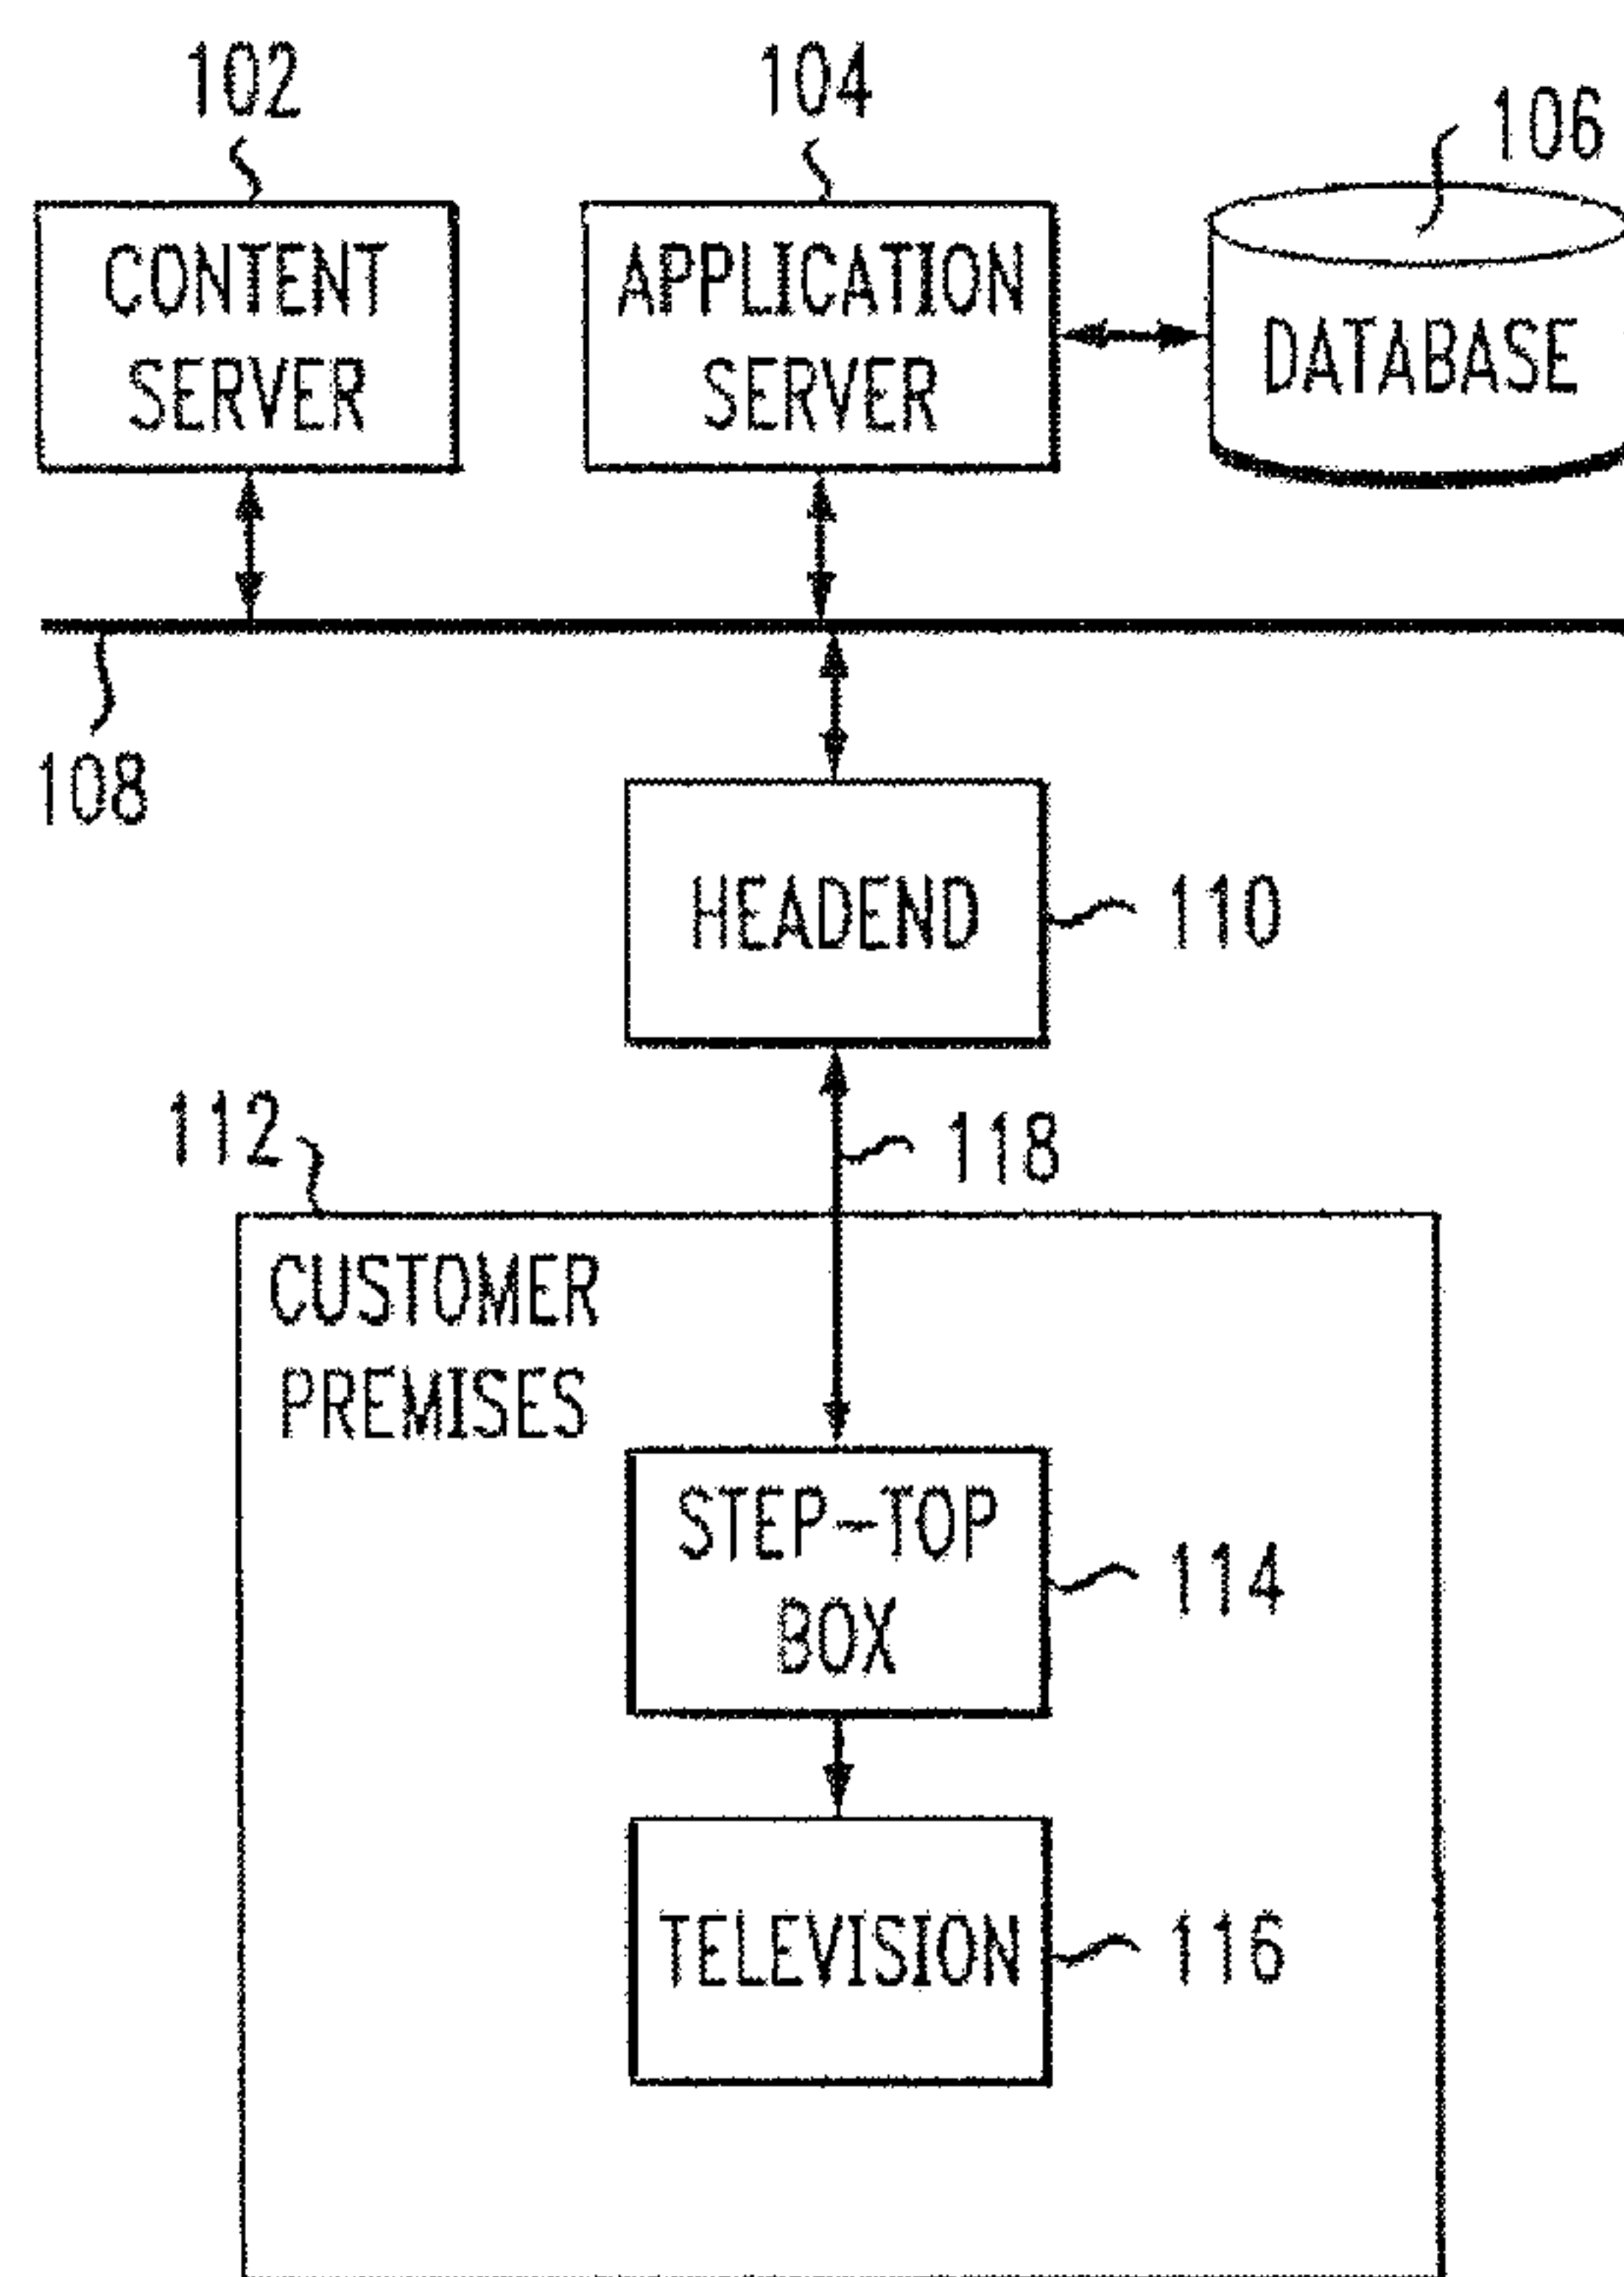 102
104
106
CONTENT
SERVER
APPLICATION
SERVER
DATABASE
108
HEADEND
110
112
118
CUSTOMER
PREMISES
STEP-TOP
BOX
114
TELEVISION
116